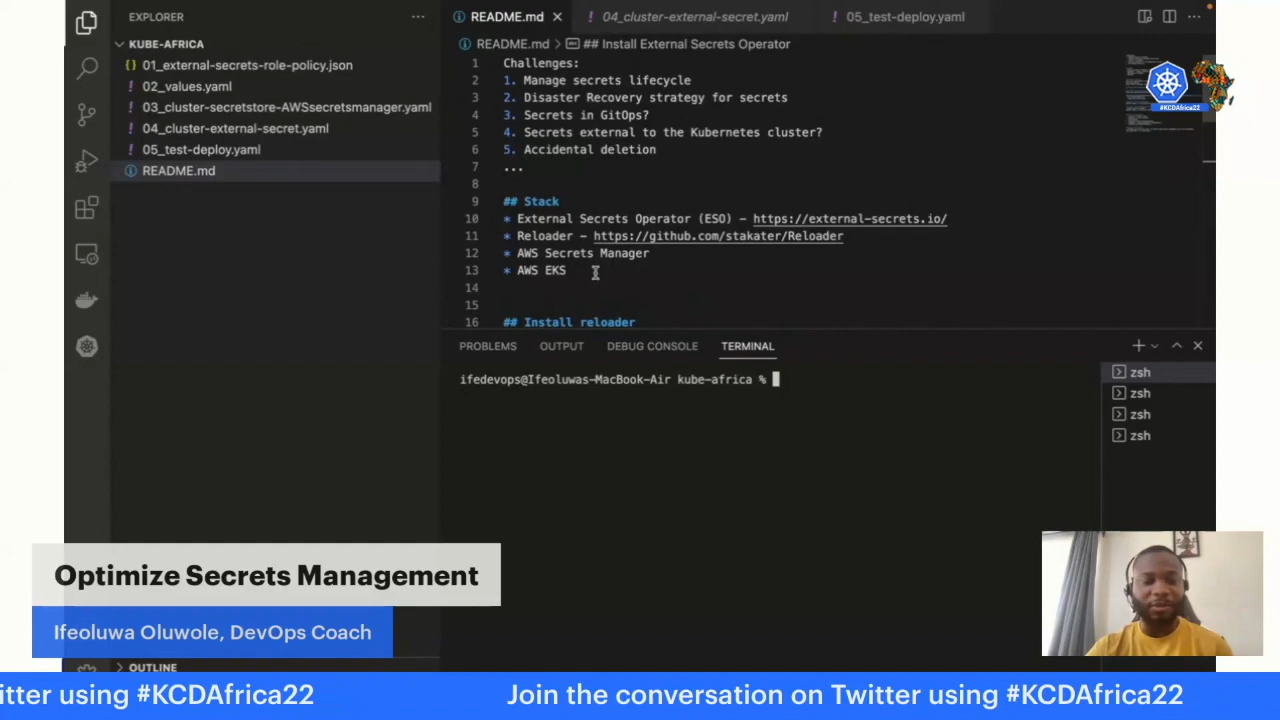 EXPLORER
KUBE-AFRICA
01_external-secrets-role-policy.json
02_values.yaml
03_cluster-secretstore-AWSsecretsmanager.yaml
04_cluster-external-secret.yaml
05_test-deploy.yaml
README.md
OUTLINE
README.md
04_cluster-external-secret.yaml
05_test-deploy.yaml
README.md > ## Install External Secrets Operator
1 Challenges:
2 1. Manage secrets lifecycle
3 2. Disaster Recovery strategy for secrets
4 3. Secrets in GitOps?
5 4. Secrets external to the Kubernetes cluster?
6 5. Accidental deletion
7 ...
8
9 ## Stack
10 * External Secrets Operator (ESO) – https://external-secrets.io/
11 * Reloader – https://github.com/stakater/Reloader
12 * AWS Secrets Manager
13 * AWS EKS
14
15
16 ## Install reloader
#KCDAfrica22
PROBLEMS OUTPUT DEBUG CONSOLE TERMINAL
ifedevops@Ifeoluwas-MacBook-Air kube-africa %
zsh
zsh
zsh
zsh
Optimize Secrets Management
Ifeoluwa Oluwole, DevOps Coach
itter using #KCDAfrica22 Join the conversation on Twitter using #KCDAfrica22